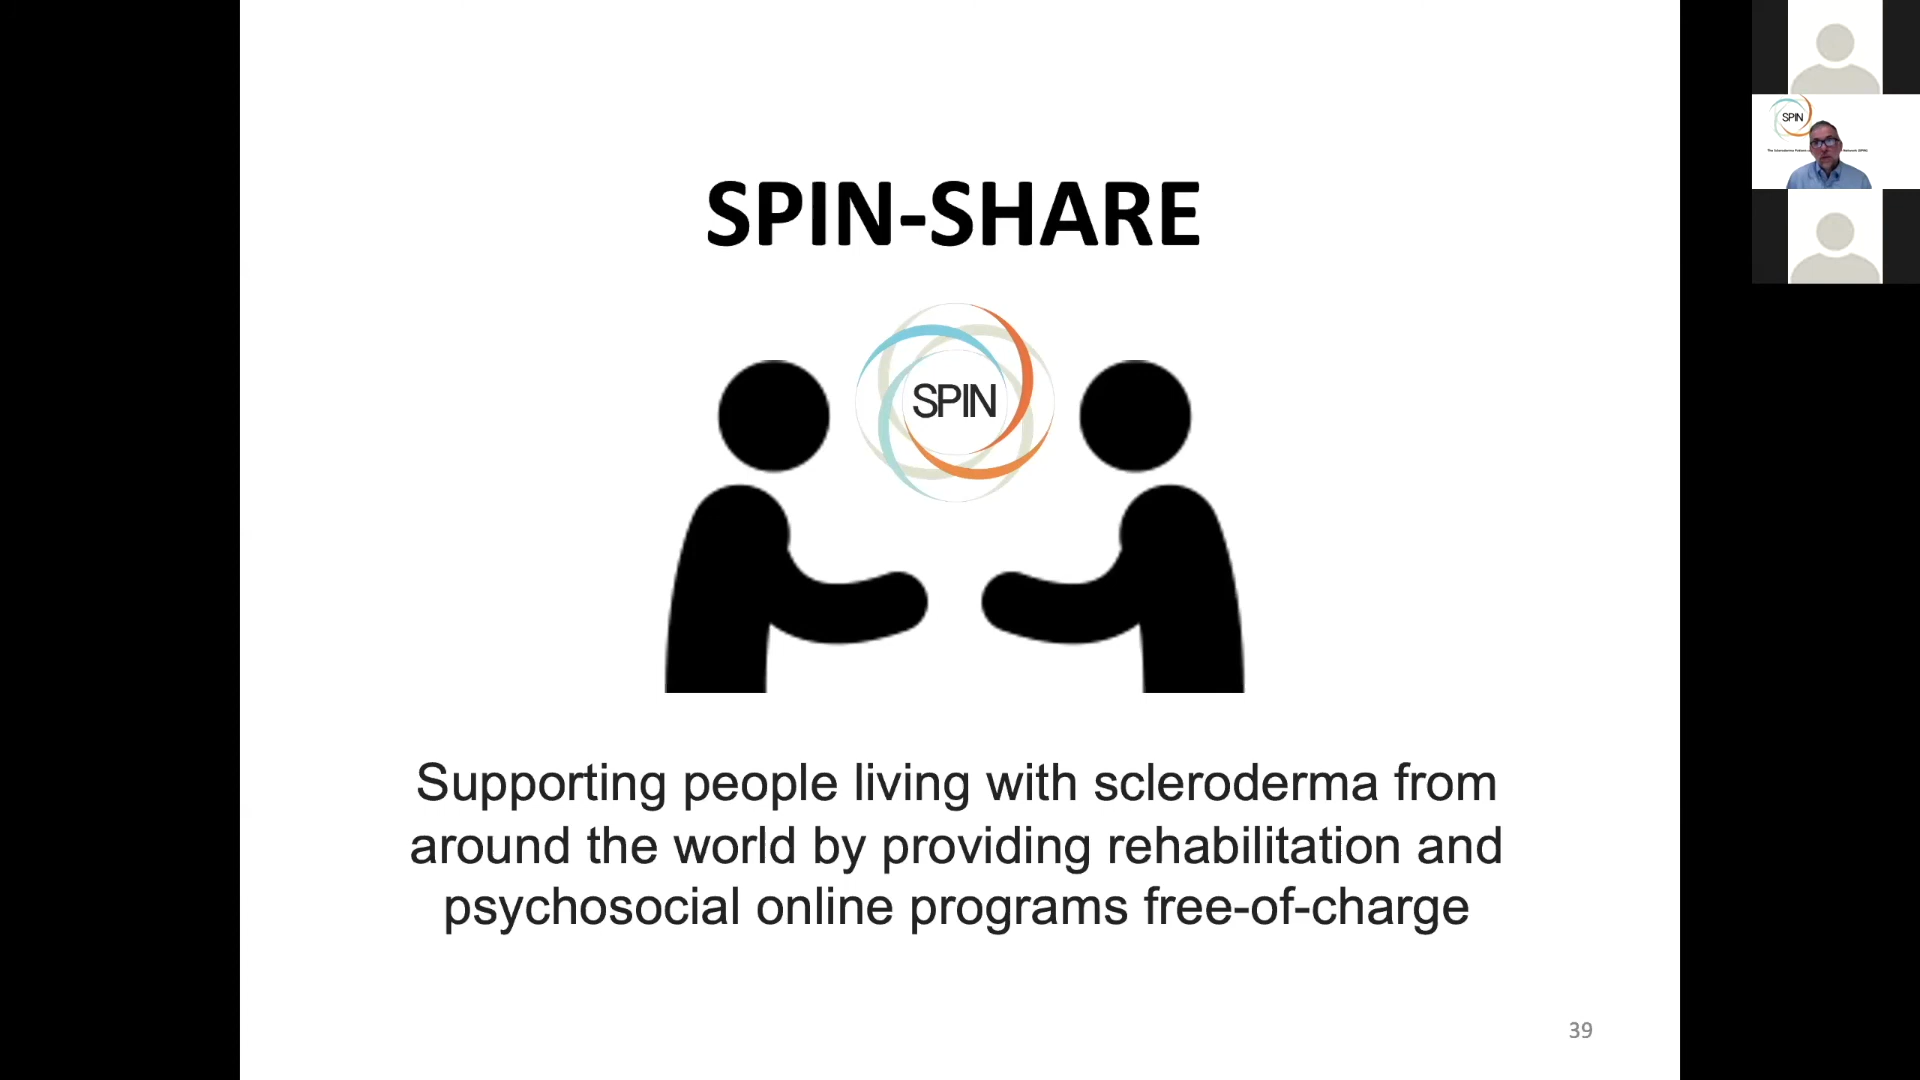 SPIN-SHARE
SPIN
Supporting people living with scleroderma from
around the world by providing rehabilitation and
psychosocial online programs free-of-charge
39
SPIN